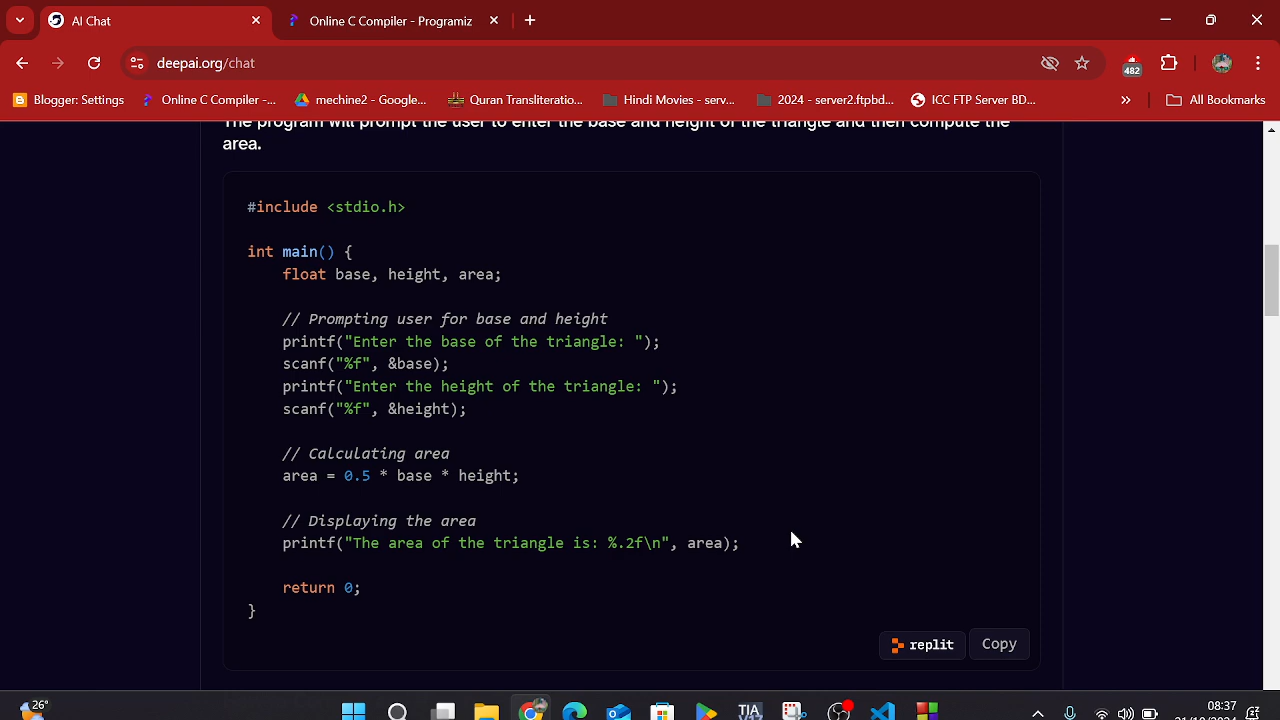 AI Chat
Online C Compiler - Programiz
deepai.org/chat
482
Blogger: Settings
Online C Compiler -...
mechine2 - Google...
Quran Transliteratio...
Hindi Movies - serv...
2024 - server2.ftpbd...
ICC FTP Server BD...
All Bookmarks
The program will prompt the user to enter the base and height of the triangle and then compute the
area.
#include <stdio.h>
int main() {
float base, height, area;
// Prompting user for base and height
printf("Enter the base of the triangle: ");
scanf("%f", &base);
printf("Enter the height of the triangle: ");
scanf("%f", &height);
// Calculating area
area = 0.5 * base * height;
// Displaying the area
printf("The area of the triangle is: %.2f\n", area);
return 0;
}
replit
Copy
26°
TIA
08:37